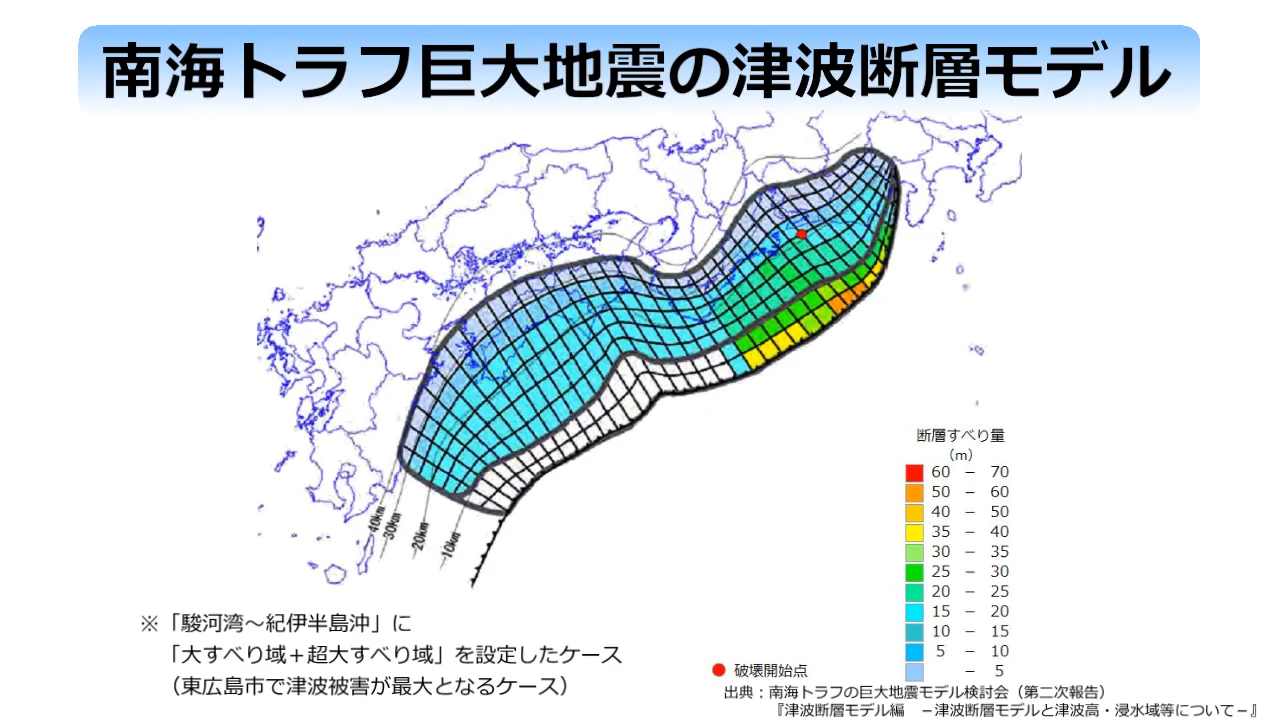 南海トラフ巨大地震の津波断層モデル
40km
30km
20km
10km
断層すべり量
（m）
60 － 70
50 － 60
40 － 50
35 － 40
30 － 35
25 － 30
20 － 25
15 － 20
10 － 15
5 － 10
－ 5
※「駿河湾～紀伊半島沖」に
「大すべり域＋超大すべり域」を設定したケース
（東広島市で津波被害が最大となるケース）
破壊開始点
出典：南海トラフの巨大地震モデル検討会（第二次報告）
『津波断層モデル編　－津波断層モデルと津波高・浸水域等について－』